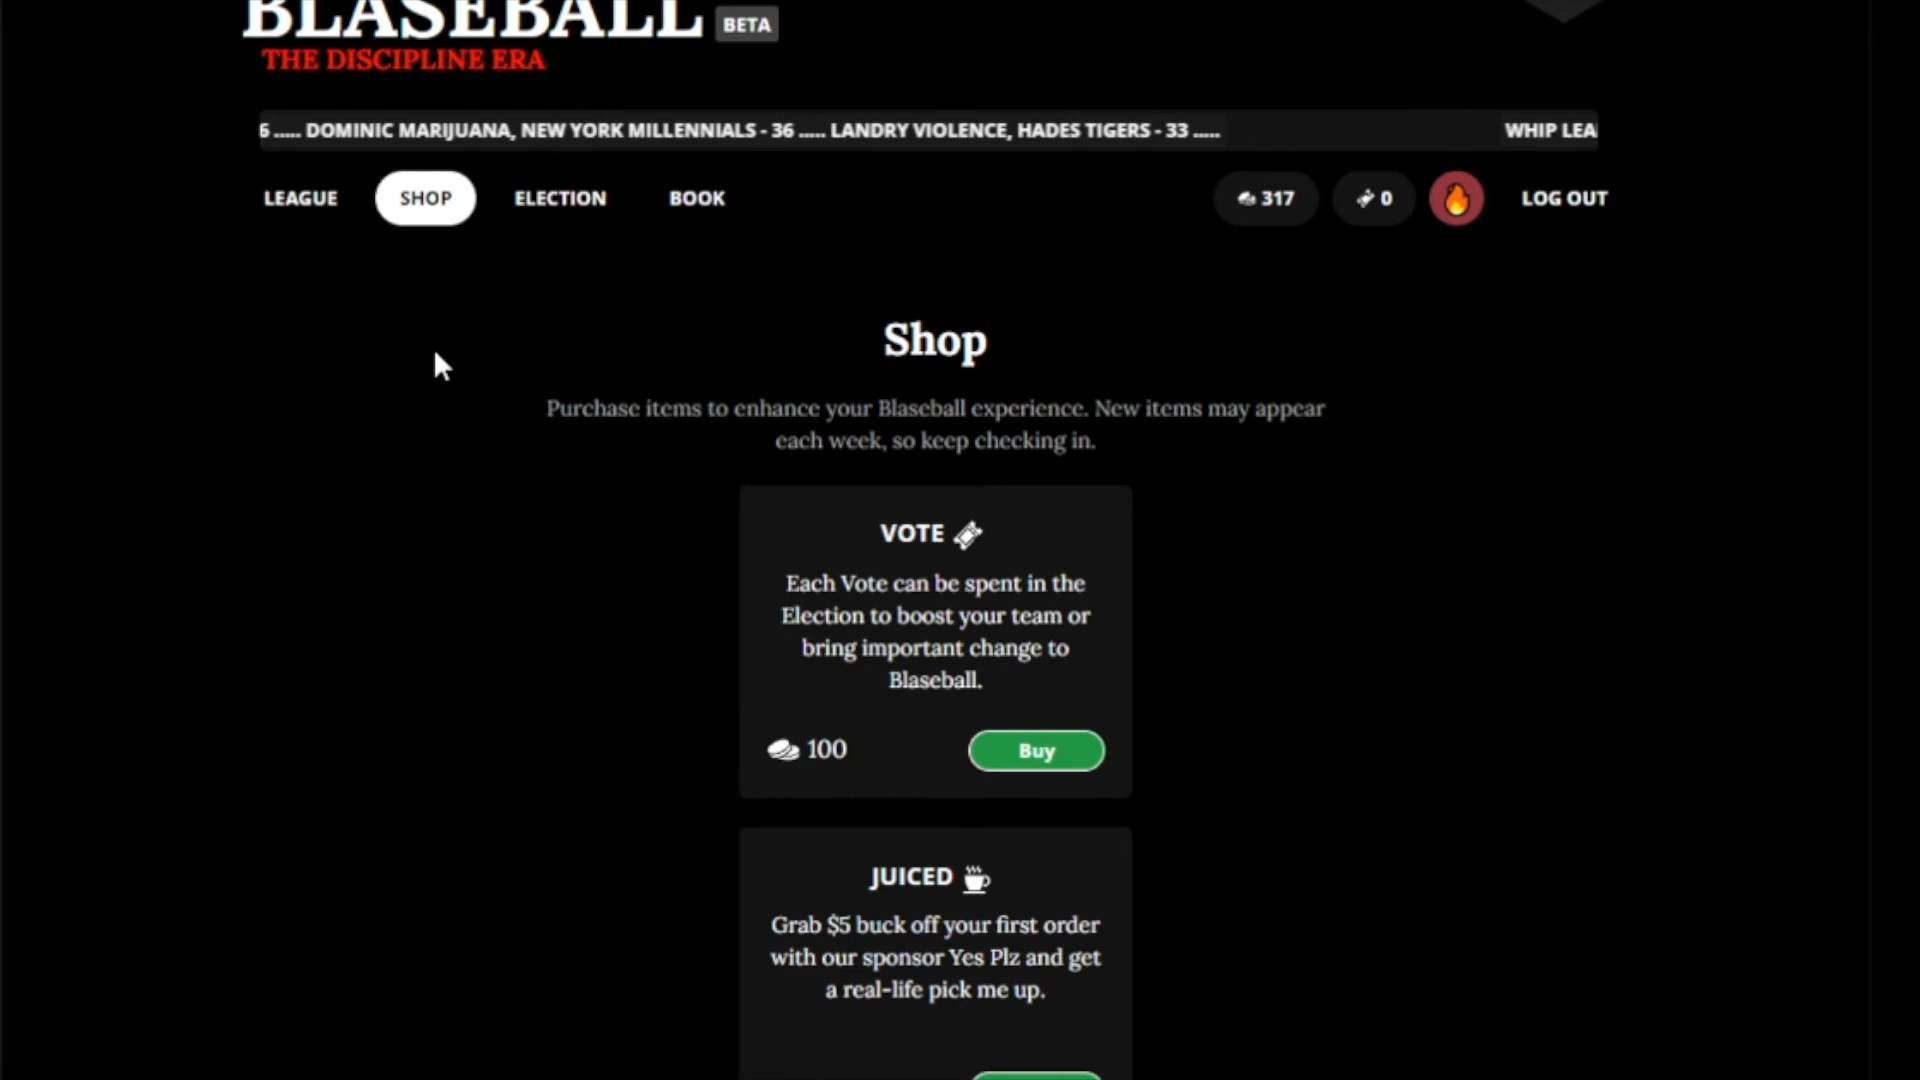 BLASEBALL BETA
THE DISCIPLINE ERA
6 ..... DOMINIC MARIJUANA, NEW YORK MILLENNIALS - 36 ..... LANDRY VIOLENCE, HADES TIGERS - 33 ..... WHIP LEA
LEAGUE SHOP ELECTION BOOK 317 0 LOG OUT
Shop
Purchase items to enhance your Blaseball experience. New items may appear
each week, so keep checking in.
VOTE
Each Vote can be spent in the
Election to boost your team or
bring important change to
Blaseball.
100 Buy
JUICED
Grab $5 buck off your first order
with our sponsor Yes Plz and get
a real-life pick me up.